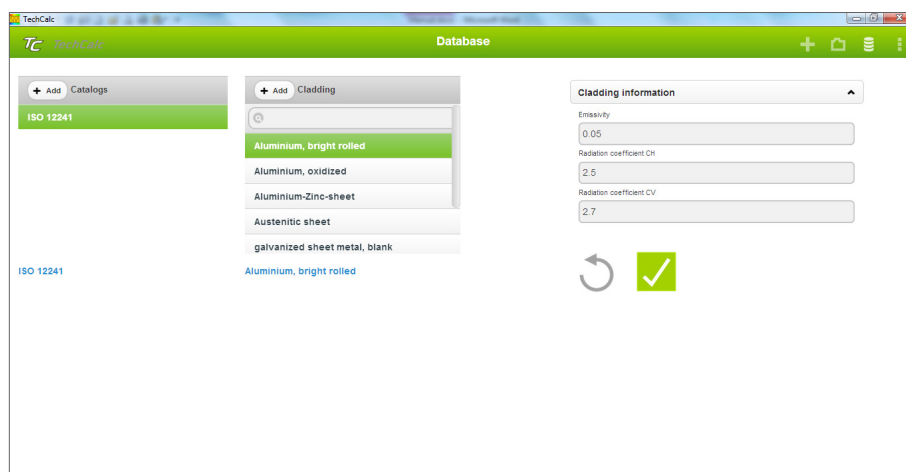 TechCalc
TC TechCalc
Database
Add Catalogs
ISO 12241
ISO 12241
Add Cladding
Aluminium, bright rolled
Aluminium, oxidized
Aluminium-Zinc-sheet
Austenitic sheet
galvanized sheet metal, blank
Aluminium, bright rolled
Cladding information
Emissivity
0.05
Radiation coefficient CH
2.5
Radiation coefficient CV
2.7